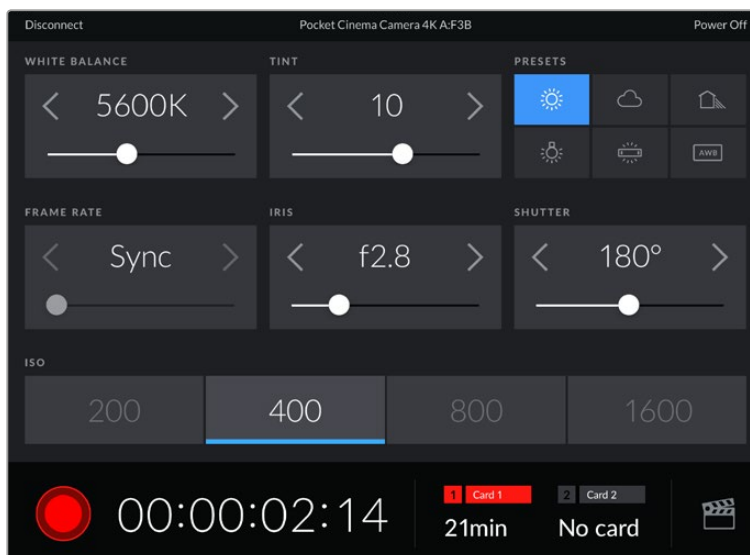 Disconnect Pocket Cinema Camera 4K A:F3B Power Off
WHITE BALANCE TINT PRESETS
5600K 10
AWB
FRAME RATE IRIS SHUTTER
Sync f2.8 180°
ISO
200 400 800 1600
1 Card 1 2 Card 2
00:00:02:14 21min No card